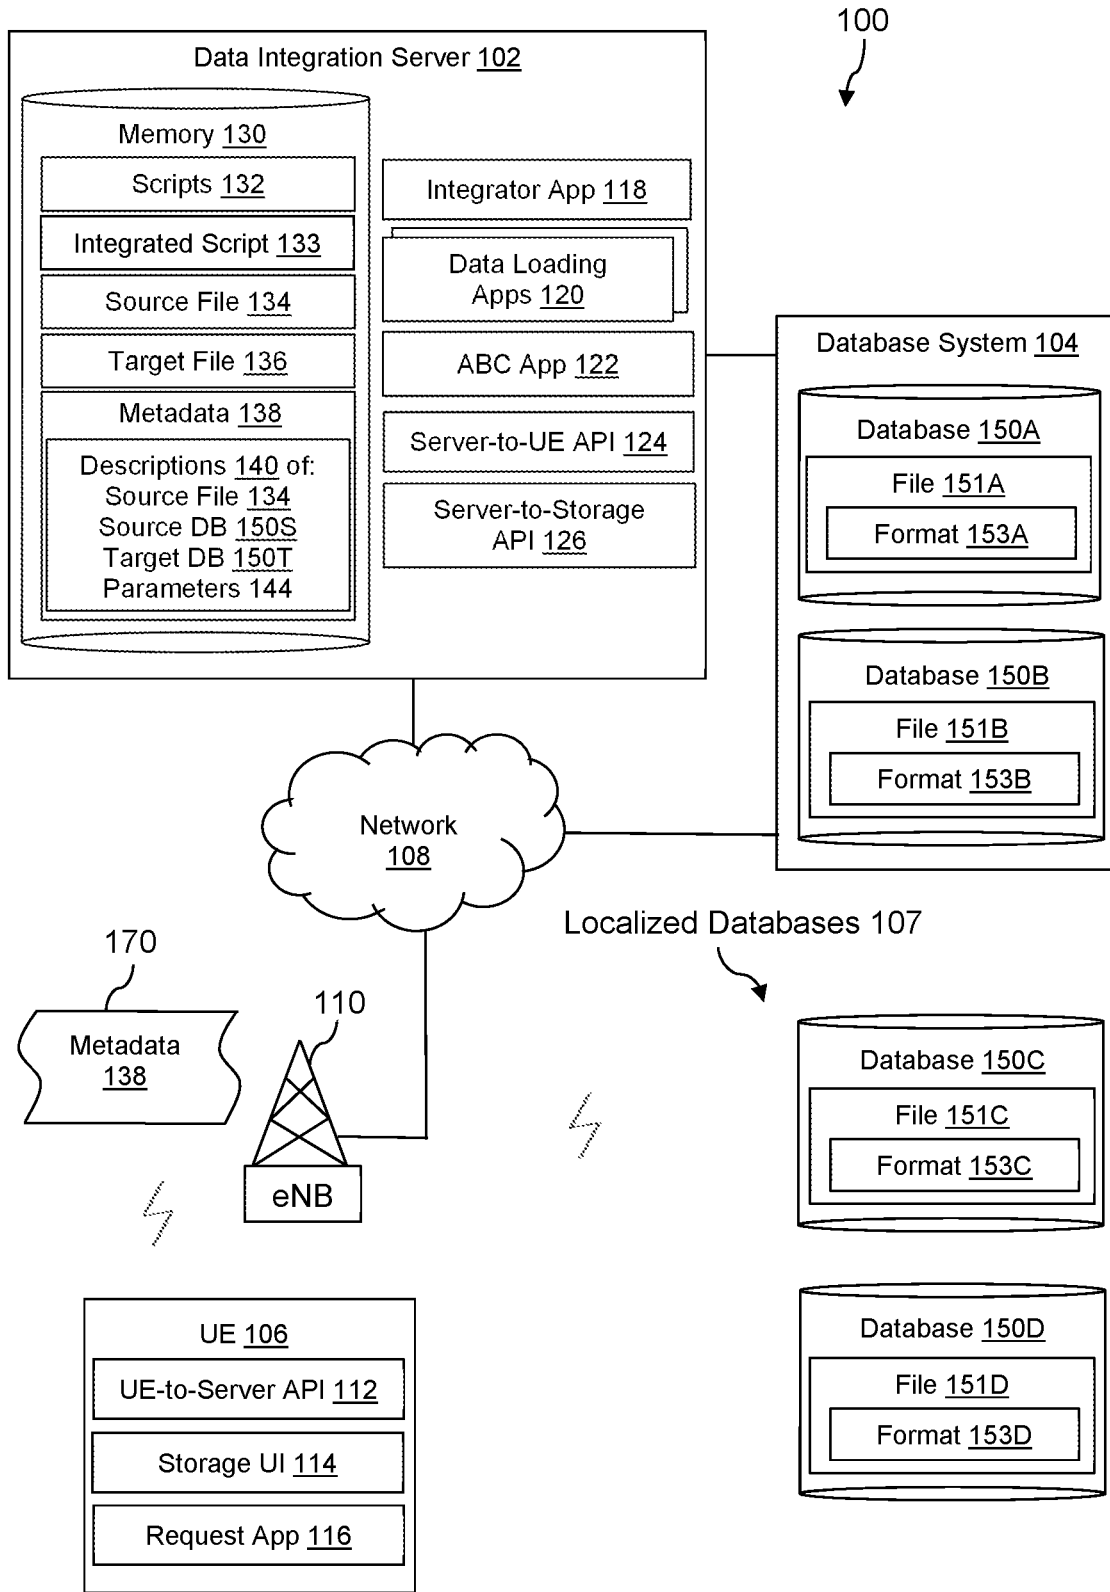 100
Data Integration Server 102
Memory 130
Scripts 132
Integrated Script 133
Source File 134
Target File 136
Metadata 138
Descriptions 140 of:
Source File 134
Source DB 150S
Target DB 150T
Parameters 144
Integrator App 118
Data Loading
Apps 120
ABC App 122
Server-to-UE API 124
Server-to-Storage
API 126
Database System 104
Database 150A
File 151A
Format 153A
Database 150B
File 151B
Format 153B
Network
108
Localized Databases 107
170
Metadata
138
110
eNB
Database 150C
File 151C
Format 153C
Database 150D
File 151D
Format 153D
UE 106
UE-to-Server API 112
Storage UI 114
Request App 116